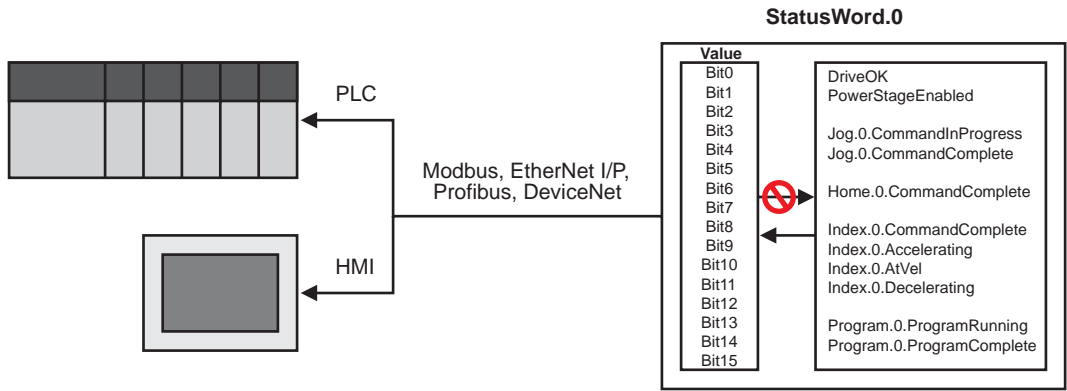 StatusWord.0
PLC
Modbus, EtherNet I/P,
Profibus, DeviceNet
HMI
Value
Bit0
Bit1
Bit2
Bit3
Bit4
Bit5
Bit6
Bit7
Bit8
Bit9
Bit10
Bit11
Bit12
Bit13
Bit14
Bit15
DriveOK
PowerStageEnabled
Jog.0.CommandInProgress
Jog.0.CommandComplete
Home.0.CommandComplete
Index.0.CommandComplete
Index.0.Accelerating
Index.0.AtVel
Index.0.Decelerating
Program.0.ProgramRunning
Program.0.ProgramComplete